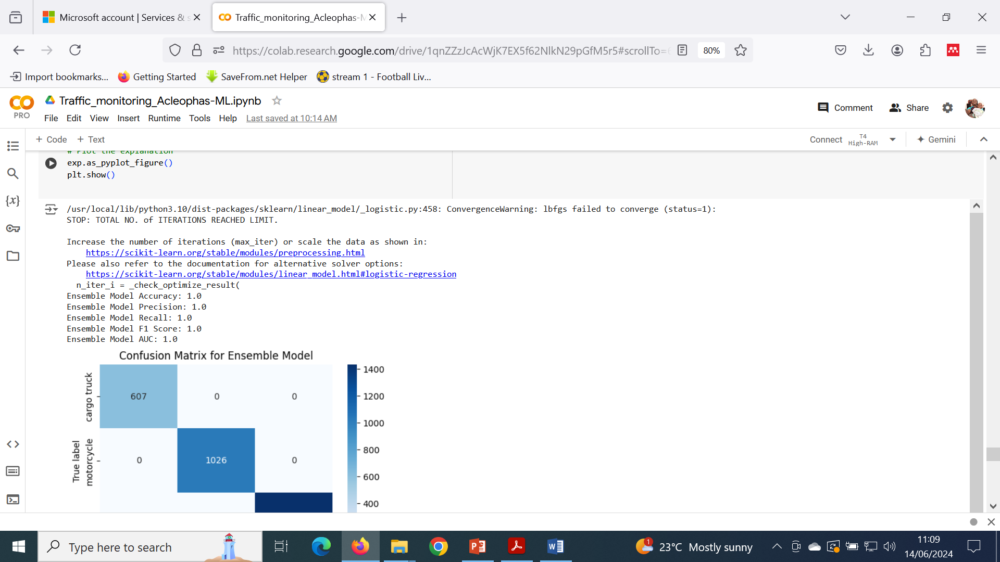 Microsoft account | Services & s
Traffic_monitoring_Acleophas-M
https://colab.research.google.com/drive/1qnZZzJcAcWjK7EX5f62NlkN29pGfM5r5#scrollTo=6
80%
Import bookmarks...
Getting Started
SaveFrom.net Helper
stream 1 - Football Liv...
PRO
Traffic_monitoring_Acleophas-ML.ipynb
File Edit View Insert Runtime Tools Help Last saved at 10:14 AM
Comment
Share
+ Code + Text
Connect
T4
High-RAM
Gemini
# Plot the explanation
exp.as_pyplot_figure()
plt.show()
/usr/local/lib/python3.10/dist-packages/sklearn/linear_model/_logistic.py:458: ConvergenceWarning: lbfgs failed to converge (status=1):
STOP: TOTAL NO. of ITERATIONS REACHED LIMIT.
Increase the number of iterations (max_iter) or scale the data as shown in:
https://scikit-learn.org/stable/modules/preprocessing.html
Please also refer to the documentation for alternative solver options:
https://scikit-learn.org/stable/modules/linear_model.html#logistic-regression
n_iter_i = _check_optimize_result(
Ensemble Model Accuracy: 1.0
Ensemble Model Precision: 1.0
Ensemble Model Recall: 1.0
Ensemble Model F1 Score: 1.0
Ensemble Model AUC: 1.0
Confusion Matrix for Ensemble Model
cargo truck
607 0 0
True label
motorcycle
0 1026 0
1400
1200
1000
800
600
400
{x}
Type here to search
1
23°C Mostly sunny
11:09
14/06/2024